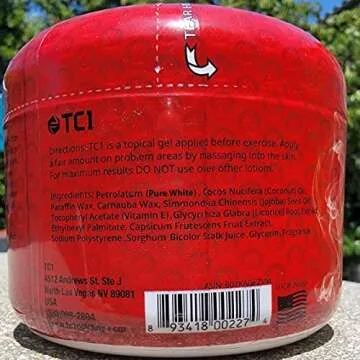 TEAR H
TC1
Directions: TC1 is a topical gel applied before exercise. Apply
a fair amount on problem areas by massaging into the skin.
For maximum results DO NOT use over other lotions.
Ingredients: Petrolatum (Pure White), Cocos Nucifera (Coconut) Oil,
Paraffin Wax, Carnauba Wax, Simmondsia Chinensis (Jojoba) Seed Oil,
Tocopheryl Acetate (Vitamin E), Glycyrrhiza Glabra (Licorice) Root Extract,
Ethylhexyl Palmitate, Capsicum Frutescens Fruit Extract,
Sodium Polystyrene, Sorghum Bicolor Stalk Juice, Glycerin, Fragrance
TC1
4512 Andrews St. Ste J
North Las Vegas NV 89081
USA
8 93418 00227 4